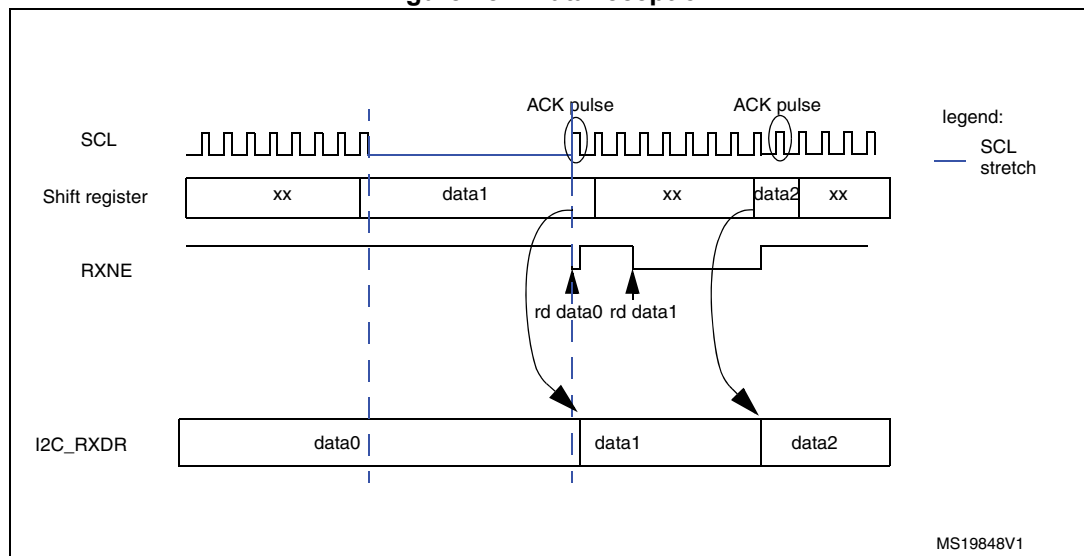 ACK pulse ACK pulse
legend:
SCL
SCL
stretch
Shift register xx data1 xx data2 xx
RXNE
rd data0 rd data1
I2C_RXDR data0 data1 data2
MS19848V1